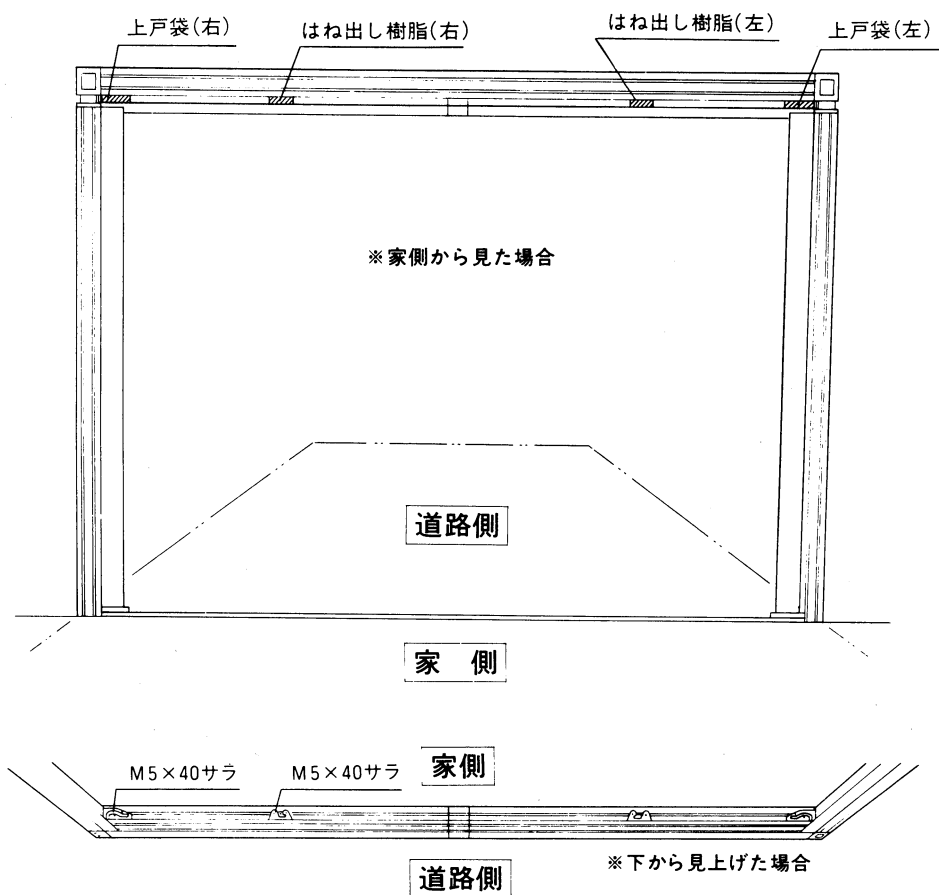 上戸袋(右)
はね出し樹脂(右)
はね出し樹脂(左)
上戸袋(左)
※家側から見た場合
道路側
家 側
家側
M5×40サラ
M5×40サラ
※下から見上げた場合
道路側